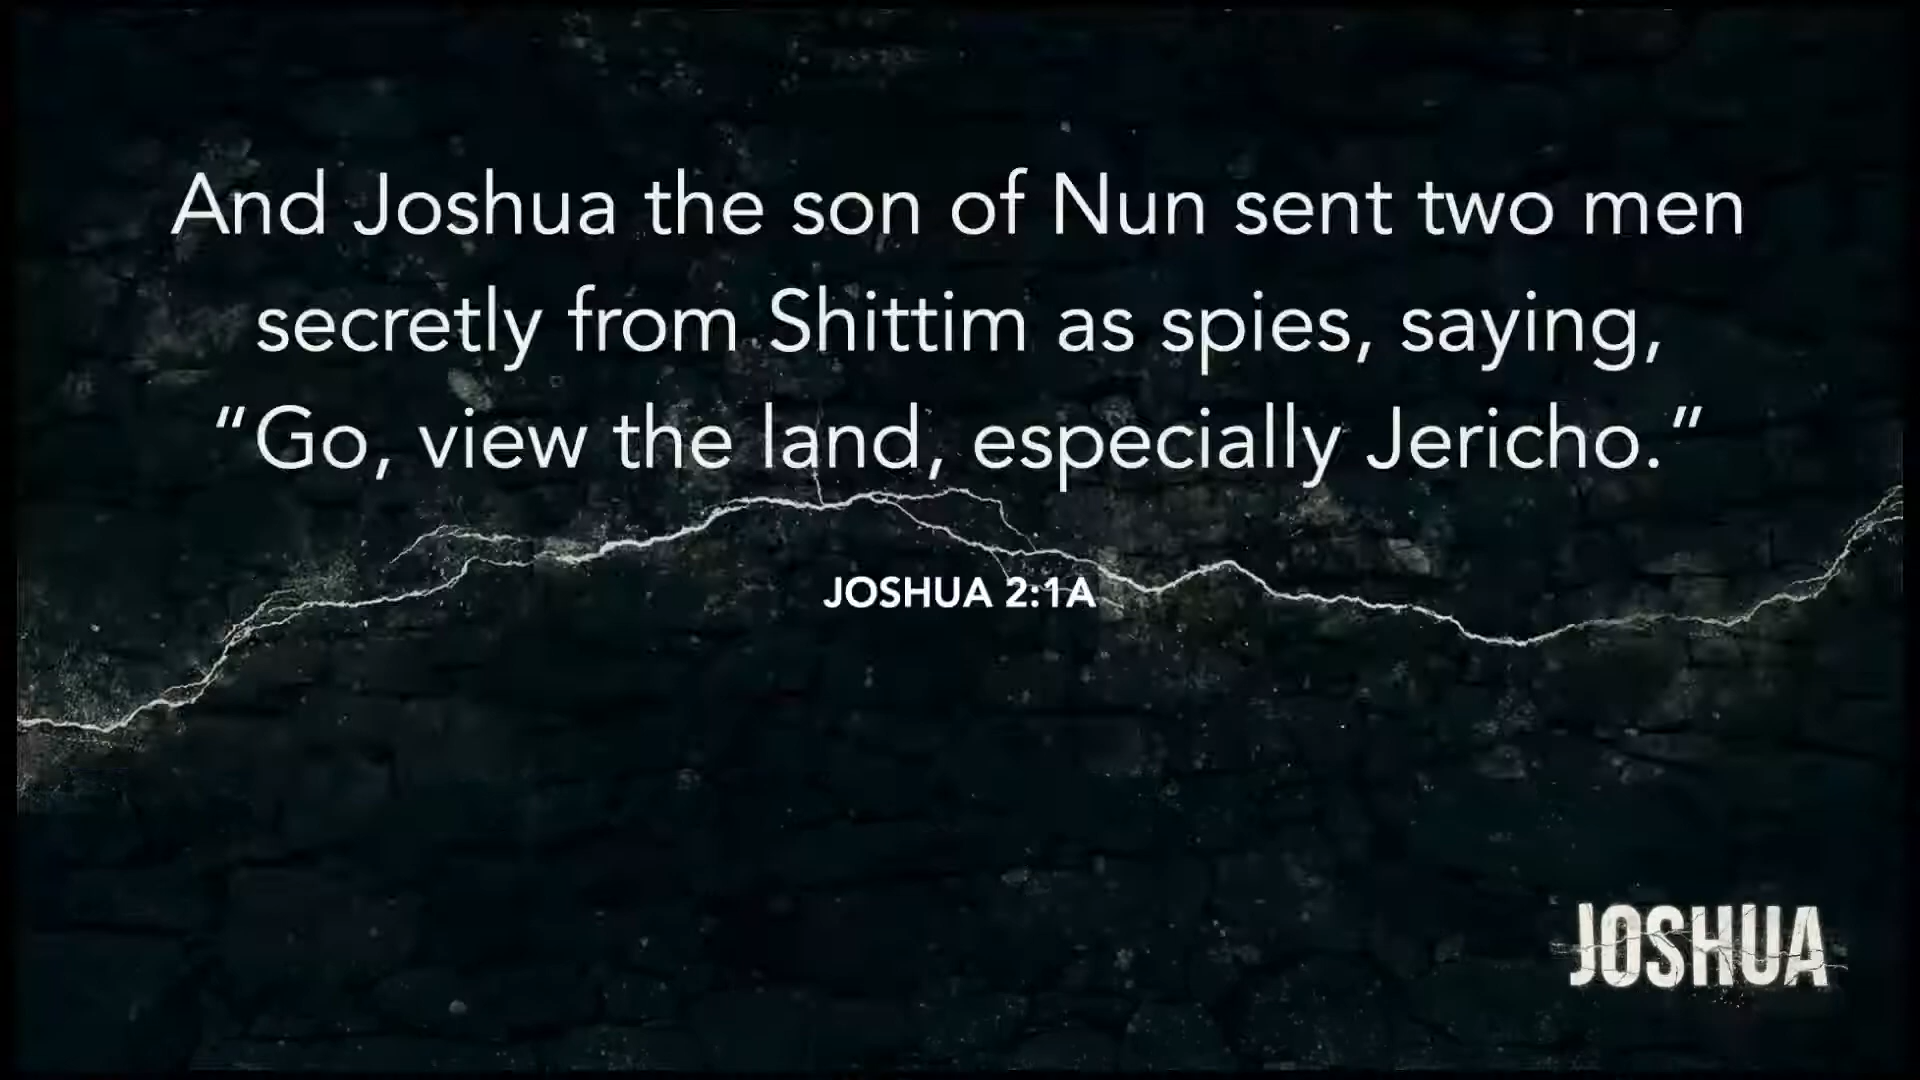 And Joshua the son of Nun sent two men
secretly from Shittim as spies, saying,
“Go, view the land, especially Jericho.”
JOSHUA 2:1A
JOSHUA